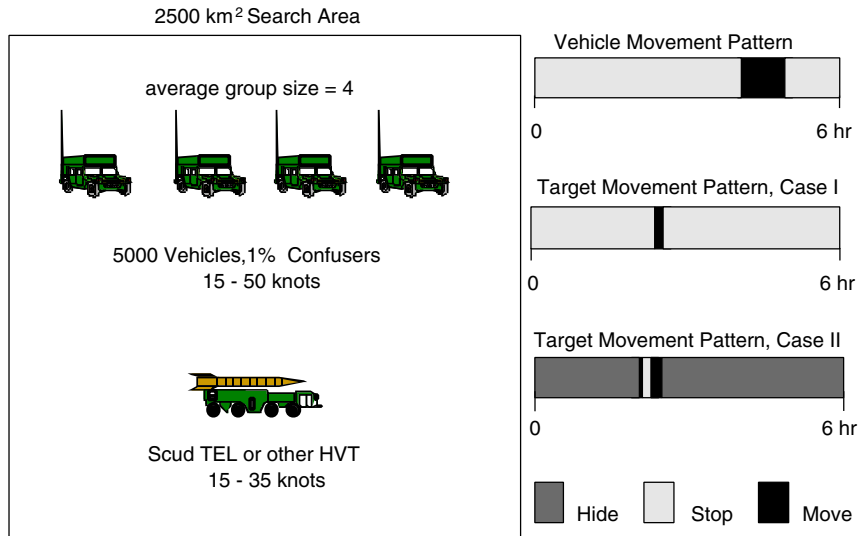 2500 km² Search Area
average group size = 4
5000 Vehicles,1% Confusers
15 - 50 knots
Scud TEL or other HVT
15 - 35 knots
Vehicle Movement Pattern
0 6 hr
Target Movement Pattern, Case I
0 6 hr
Target Movement Pattern, Case II
0 6 hr
Hide Stop Move